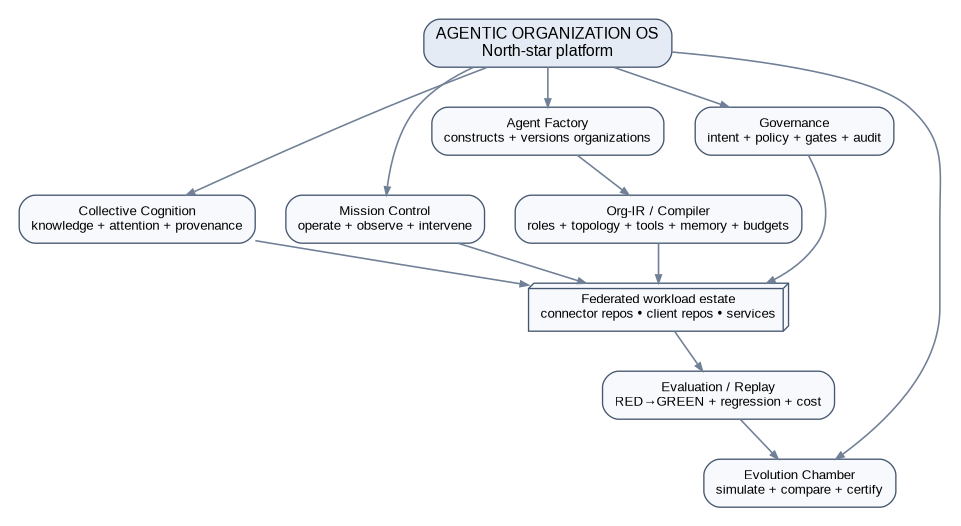 AGENTIC ORGANIZATION OS
North-star platform
Agent Factory
constructs + versions organizations
Governance
intent + policy + gates + audit
Collective Cognition
knowledge + attention + provenance
Mission Control
operate + observe + intervene
Org-IR / Compiler
roles + topology + tools + memory + budgets
Federated workload estate
connector repos • client repos • services
Evaluation / Replay
RED→GREEN + regression + cost
Evolution Chamber
simulate + compare + certify